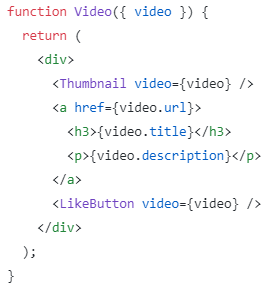 function Video({ video }) {
  return (
    <div>
      <Thumbnail video={video} />
      <a href={video.url}>
        <h3>{video.title}</h3>
        <p>{video.description}</p>
      </a>
      <LikeButton video={video} />
    </div>
  );
}